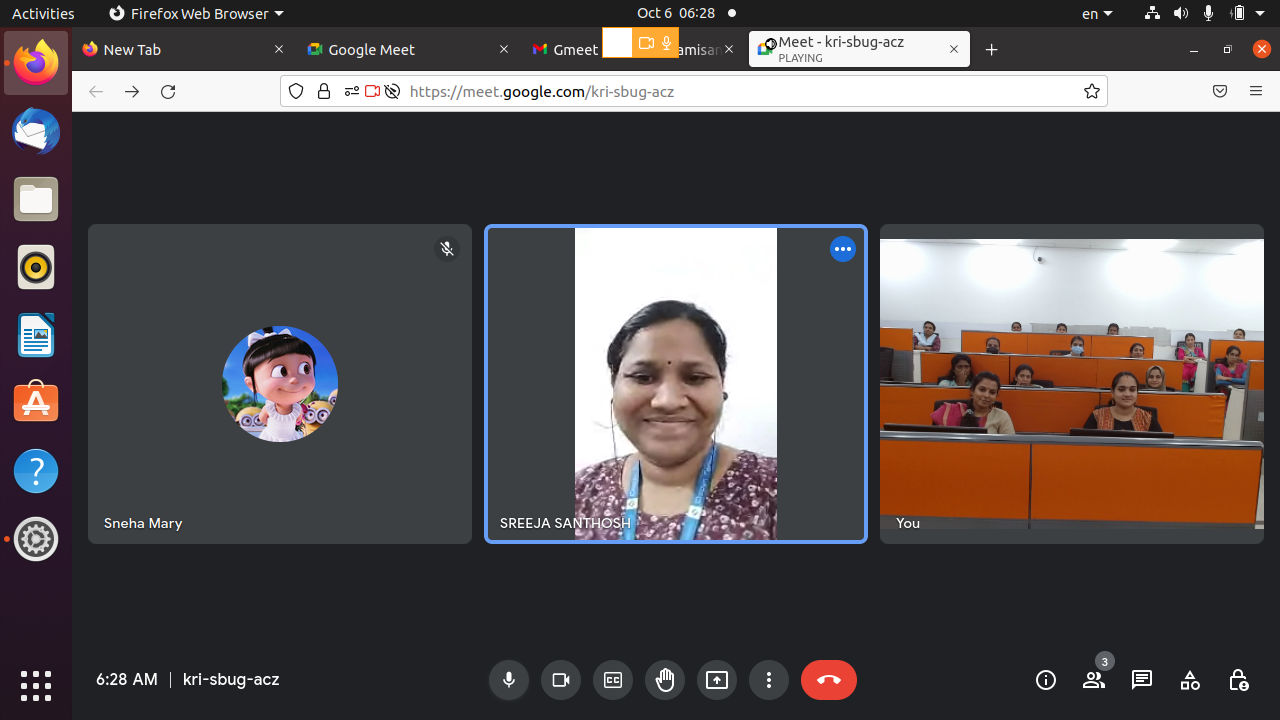 Activities
Firefox Web Browser
Oct 6 06:28
en
New Tab
Google Meet
Gmeet
amisan
Meet - kri-sbug-acz
PLAYING
https://meet.google.com/kri-sbug-acz
Sneha Mary
SREEJA SANTHOSH
You
6:28 AM | kri-sbug-acz
CC
3